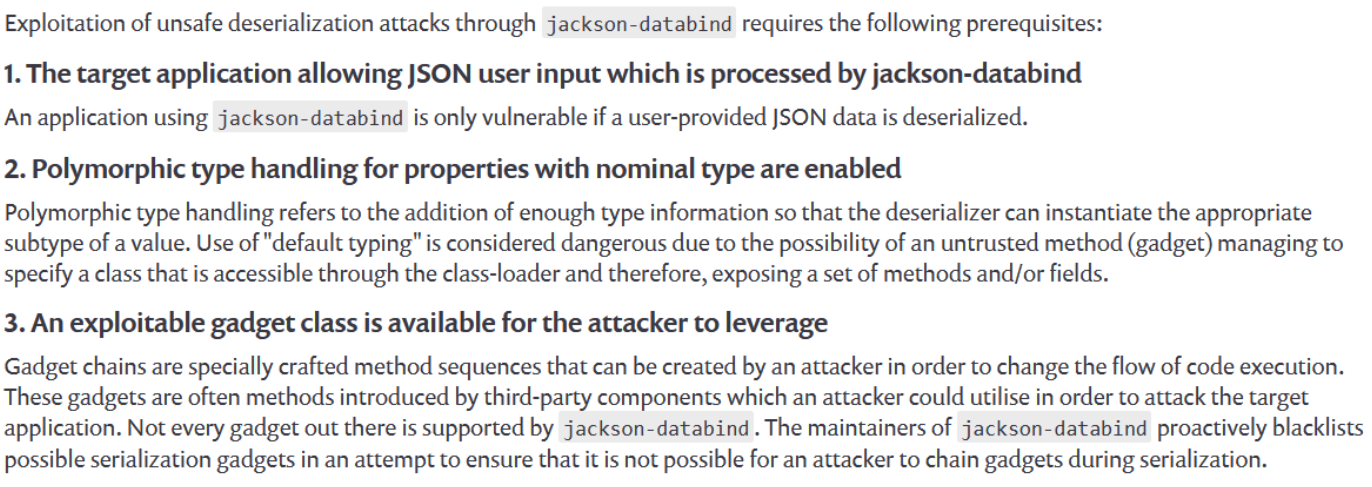 Exploitation of unsafe deserialization attacks through jackson-databind requires the following prerequisites:
1. The target application allowing JSON user input which is processed by jackson-databind
An application using jackson-databind is only vulnerable if a user-provided JSON data is deserialized.
2. Polymorphic type handling for properties with nominal type are enabled
Polymorphic type handling refers to the addition of enough type information so that the deserializer can instantiate the appropriate
subtype of a value. Use of "default typing" is considered dangerous due to the possibility of an untrusted method (gadget) managing to
specify a class that is accessible through the class-loader and therefore, exposing a set of methods and/or fields.
3. An exploitable gadget class is available for the attacker to leverage
Gadget chains are specially crafted method sequences that can be created by an attacker in order to change the flow of code execution.
These gadgets are often methods introduced by third-party components which an attacker could utilise in order to attack the target
application. Not every gadget out there is supported by jackson-databind. The maintainers of jackson-databind proactively blacklists
possible serialization gadgets in an attempt to ensure that it is not possible for an attacker to chain gadgets during serialization.